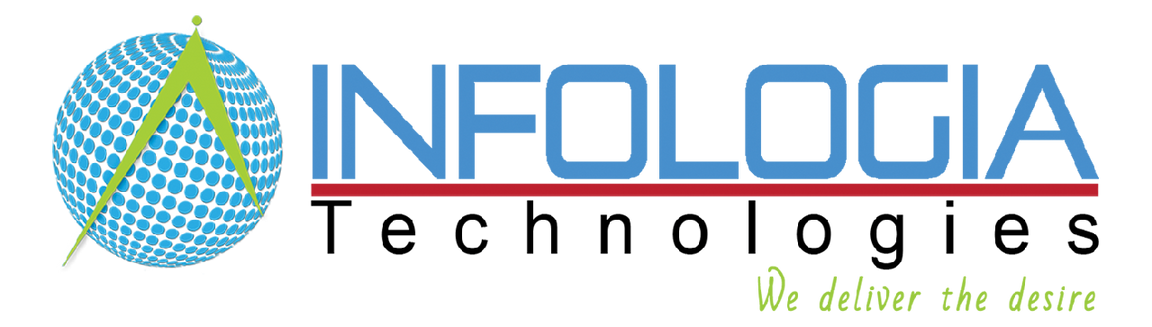 INFOLOGIA
Technologies
We deliver the desire